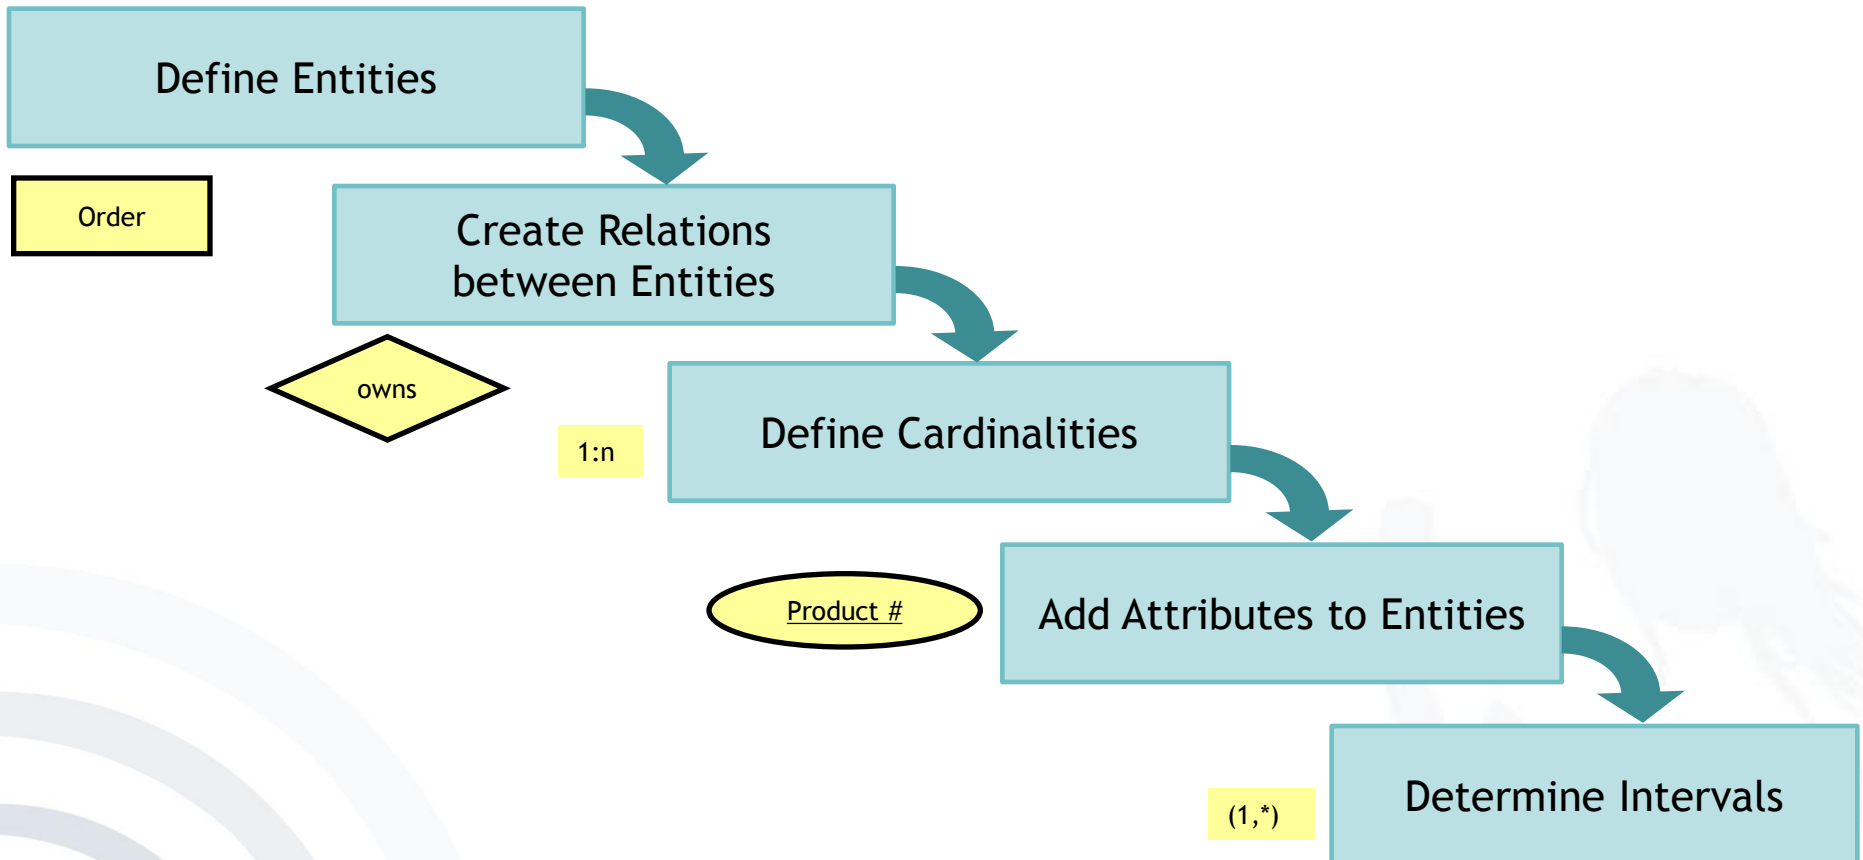 Define Entities
Order
Create Relations
between Entities
owns
Define Cardinalities
1:n
Add Attributes to Entities
Product #
Determine Intervals
(1,*)